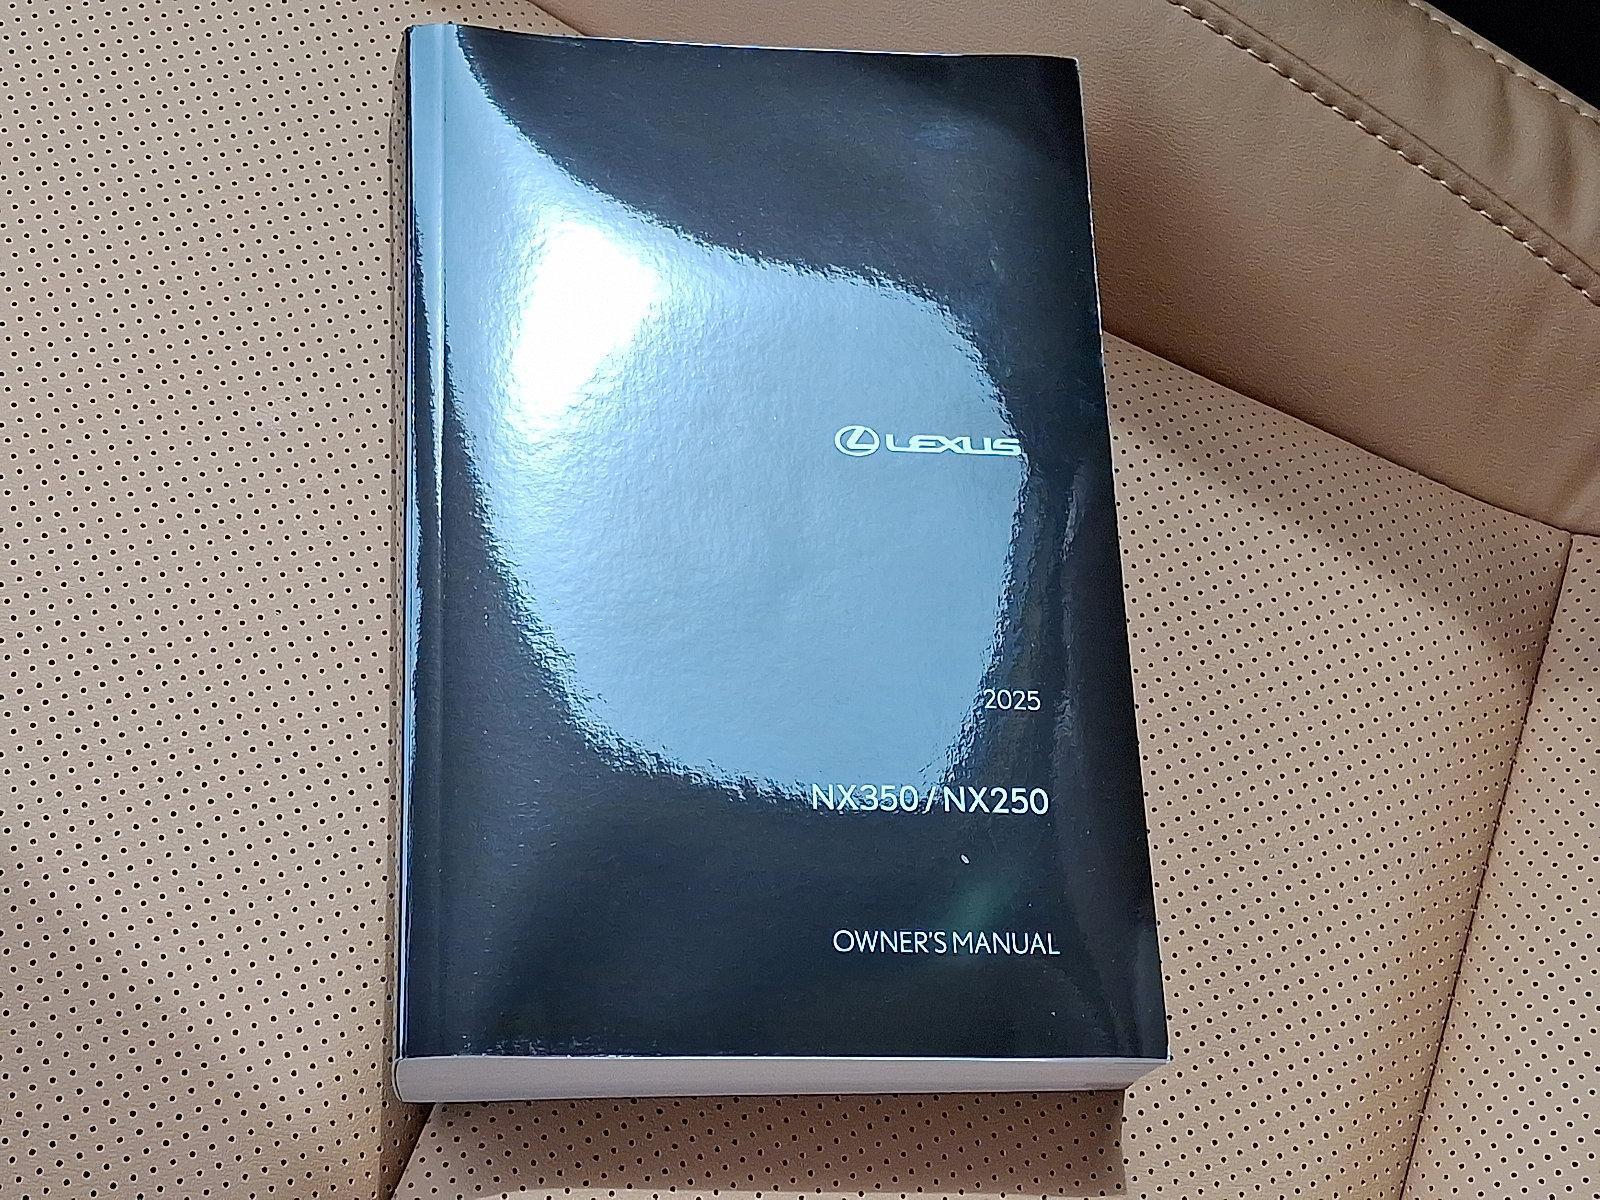 LEXUS
2025
NX350 / NX250
OWNER'S MANUAL